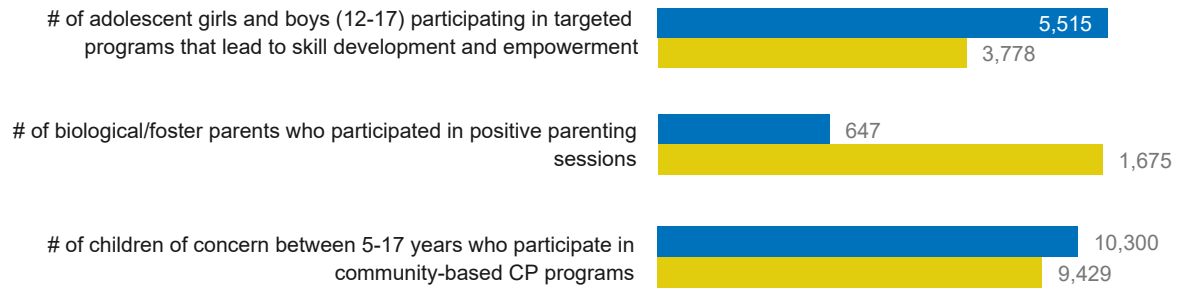 # of adolescent girls and boys (12-17) participating in targeted
programs that lead to skill development and empowerment
5,515
3,778
# of biological/foster parents who participated in positive parenting
sessions
647
1,675
# of children of concern between 5-17 years who participate in
community-based CP programs
10,300
9,429